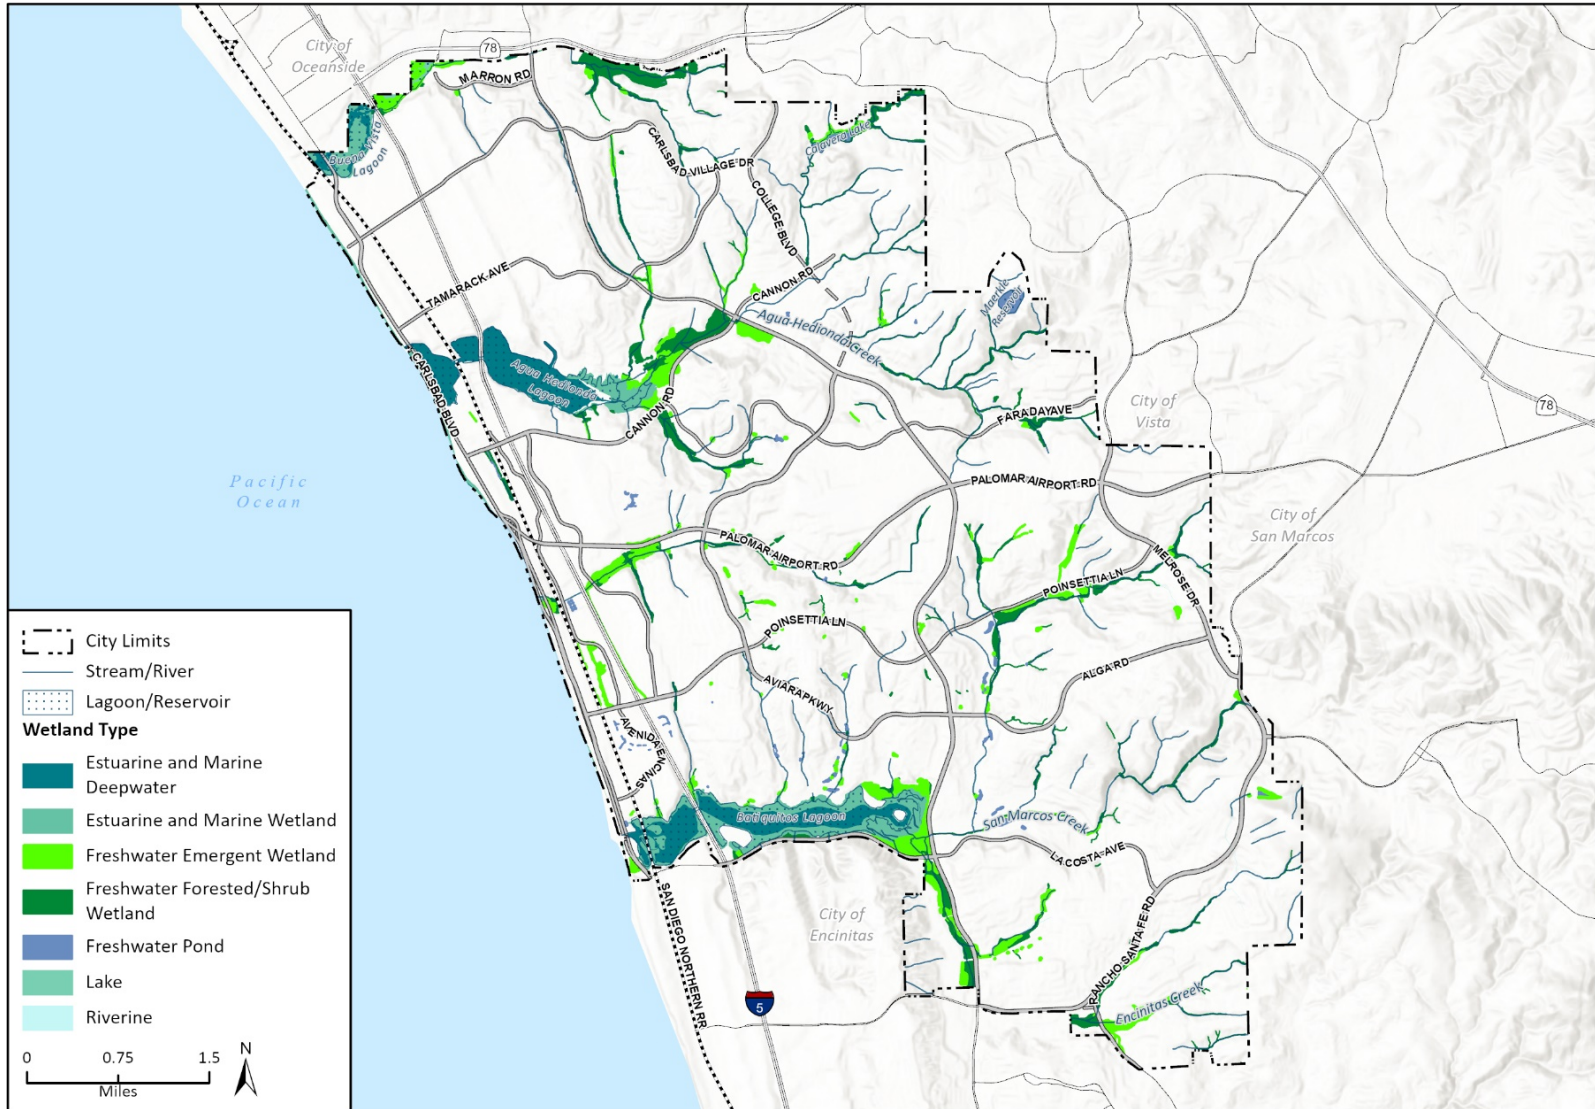 City of
Oceanside
78
MARRON RD
Buena Vista
Lagoon
CARLSBAD VILLAGE DR
Calavera Lake
COLLEGE BLVD
TAMARACK AVE
CANNON RD
Agua Hedionda Creek
Maerkle
Reservoir
CARLSBAD BLVD
Agua Hedionda
Lagoon
CANNON RD
FARADAY AVE
City of
Vista
78
Pacific
Ocean
PALOMAR AIRPORT RD
City of
San Marcos
PALOMAR AIRPORT RD
MELROSE DR
POINSETTIA LN
POINSETTIA LN
ALGA RD
AVIARA PKWY
AVENIDA ENCINAS
Batiquitos Lagoon
San Marcos Creek
LA COSTA AVE
SAN DIEGO NORTHERN RR
City of
Encinitas
RANCHO SANTA FE RD
Encinitas Creek
5
City Limits
Stream/River
Lagoon/Reservoir
Wetland Type
Estuarine and Marine
Deepwater
Estuarine and Marine Wetland
Freshwater Emergent Wetland
Freshwater Forested/Shrub
Wetland
Freshwater Pond
Lake
Riverine
0 0.75 1.5
Miles
N